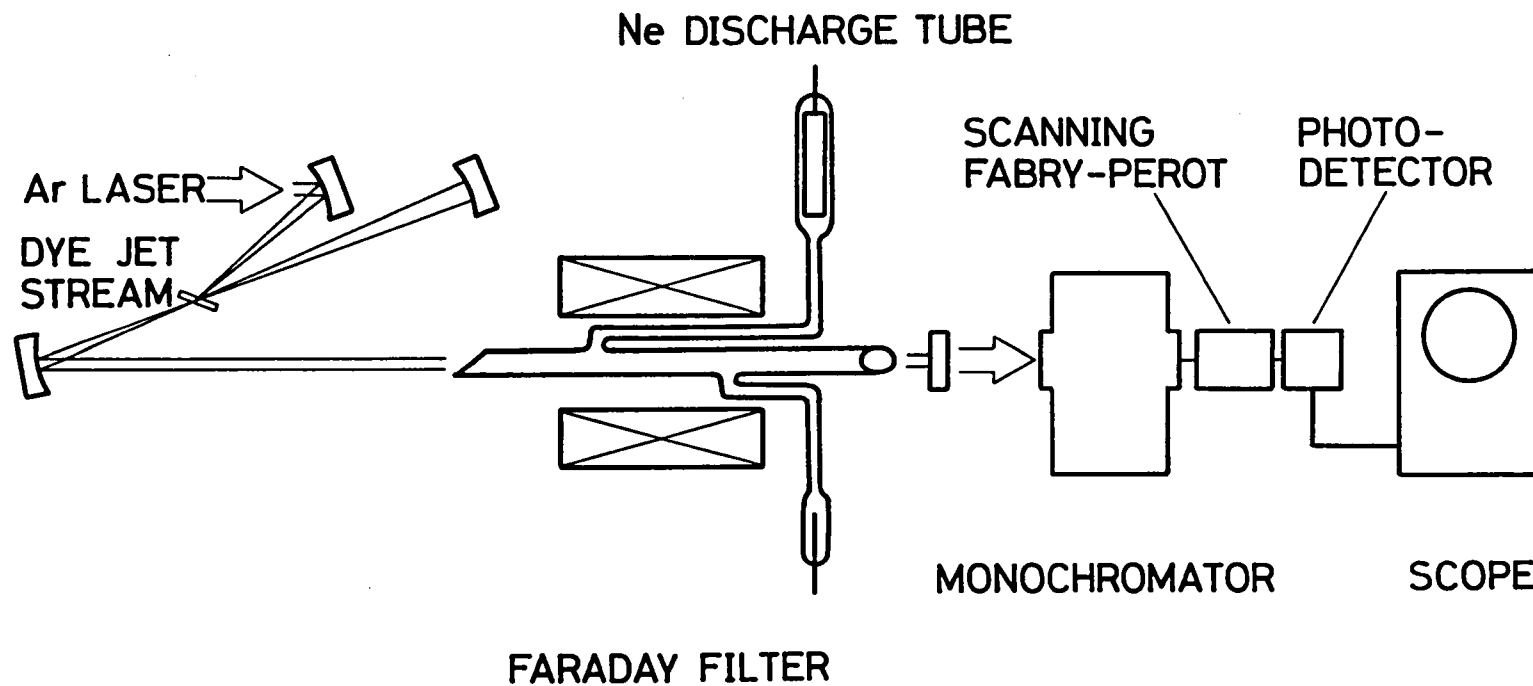 Ne DISCHARGE TUBE
SCANNING
FABRY-PEROT
PHOTO-
DETECTOR
Ar LASER
DYE JET
STREAM
MONOCHROMATOR
SCOPE
FARADAY FILTER